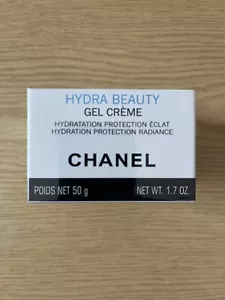 HYDRA BEAUTY
GEL CRÈME
HYDRATATION PROTECTION ÉCLAT
HYDRATION PROTECTION RADIANCE
CHANEL
POIDS NET 50 g NET WT. 1.7 OZ.